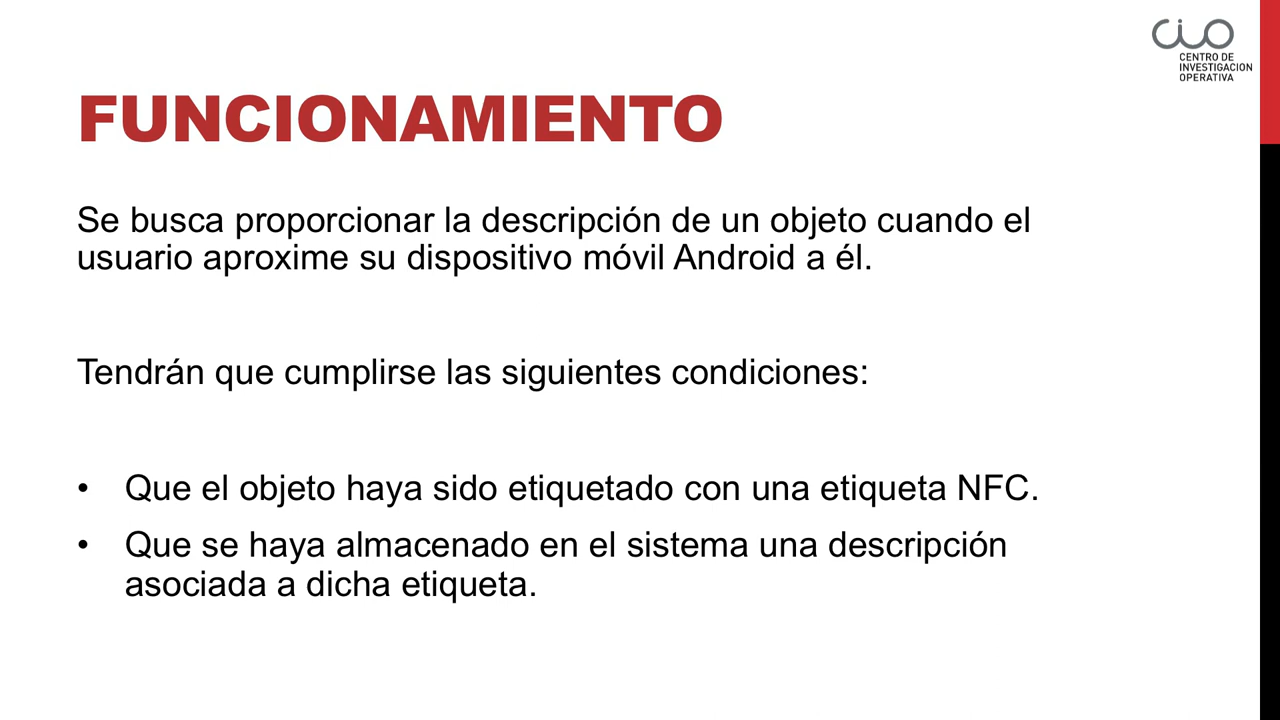 CIO
CENTRO DE
INVESTIGACION
OPERATIVA
FUNCIONAMIENTO
Se busca proporcionar la descripción de un objeto cuando el
usuario aproxime su dispositivo móvil Android a él.
Tendrán que cumplirse las siguientes condiciones:
• Que el objeto haya sido etiquetado con una etiqueta NFC.
• Que se haya almacenado en el sistema una descripción
asociada a dicha etiqueta.